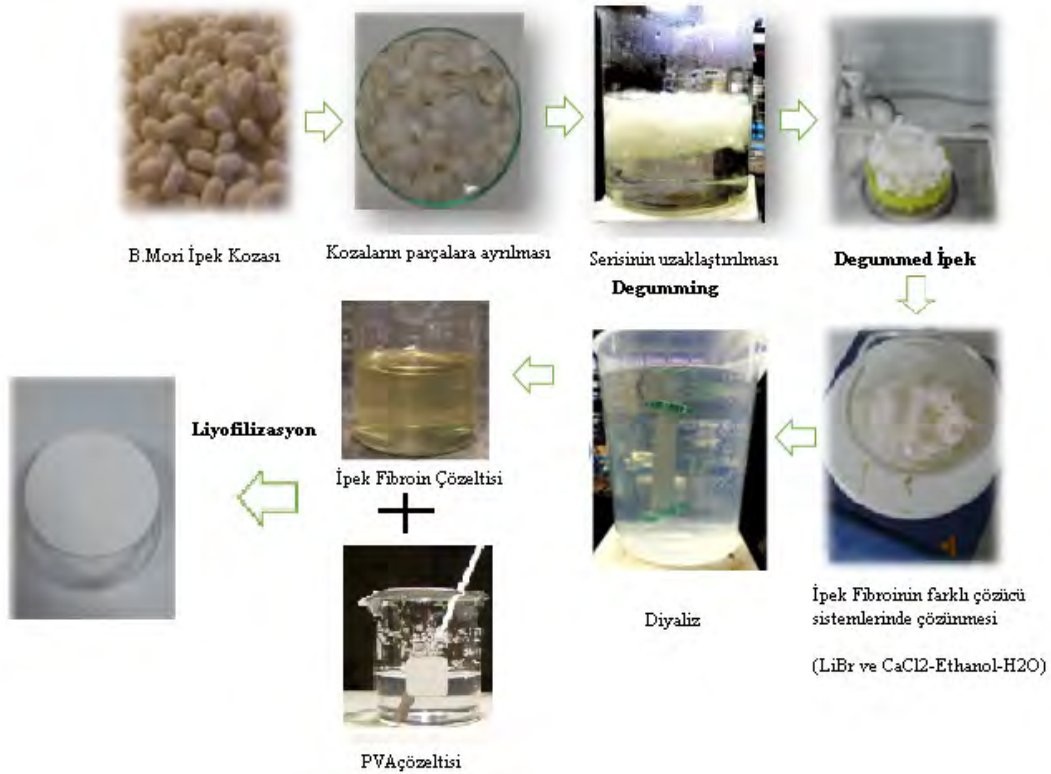 B.Mori İpek Kozası
Kozaların parçalara ayrılması
Serisinin uzaklaştırılması
Degumming
Degummed İpek
İpek Fibroinin farklı çözücü
sistemlerinde çözünmesi
(LiBr ve CaCl2-Ethanol-H2O)
Diyaliz
İpek Fibroin Çözeltisi
+
PVAçözeltisi
Liyofilizasyon